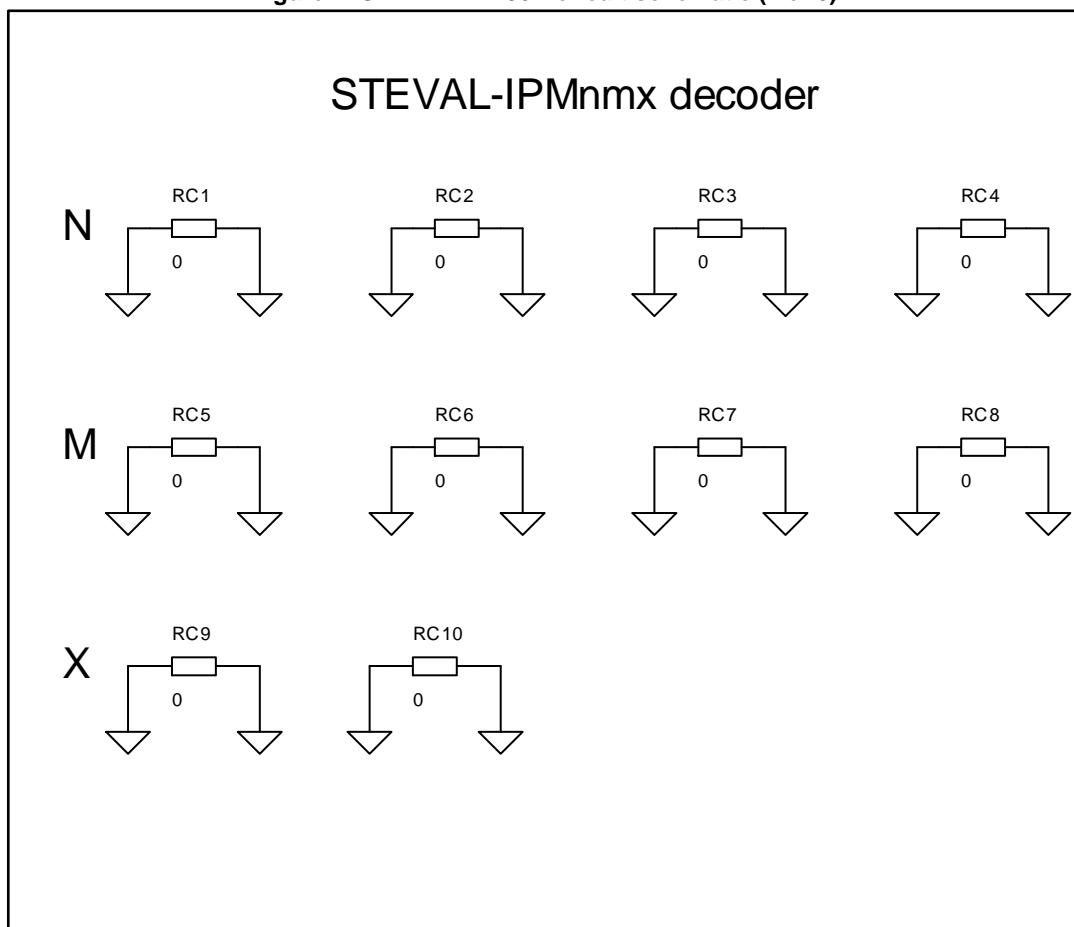 STEVAL-IPMnmx decoder
N
RC1 RC2 RC3 RC4
0 0 0 0
M
RC5 RC6 RC7 RC8
0 0 0 0
X
RC9 RC10
0 0